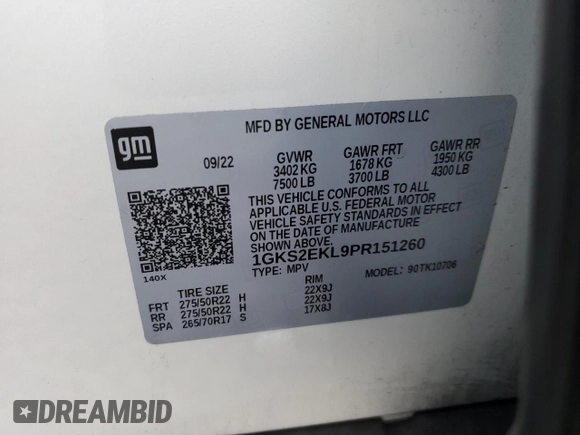 gm
MFD BY GENERAL MOTORS LLC
09/22 GVWR GAWR FRT GAWR RR
3402 KG 1678 KG 1950 KG
7500 LB 3700 LB 4300 LB
THIS VEHICLE CONFORMS TO ALL
APPLICABLE U.S. FEDERAL MOTOR
VEHICLE SAFETY STANDARDS IN EFFECT
ON THE DATE OF MANUFACTURE
SHOWN ABOVE.
1GKS2EKL9PR151260
TYPE: MPV MODEL: 90TK10706
140X
TIRE SIZE RIM
FRT 275/50R22 H 22X9J
RR 275/50R22 H 22X9J
SPA 265/70R17 S 17X8J
DREAMBID